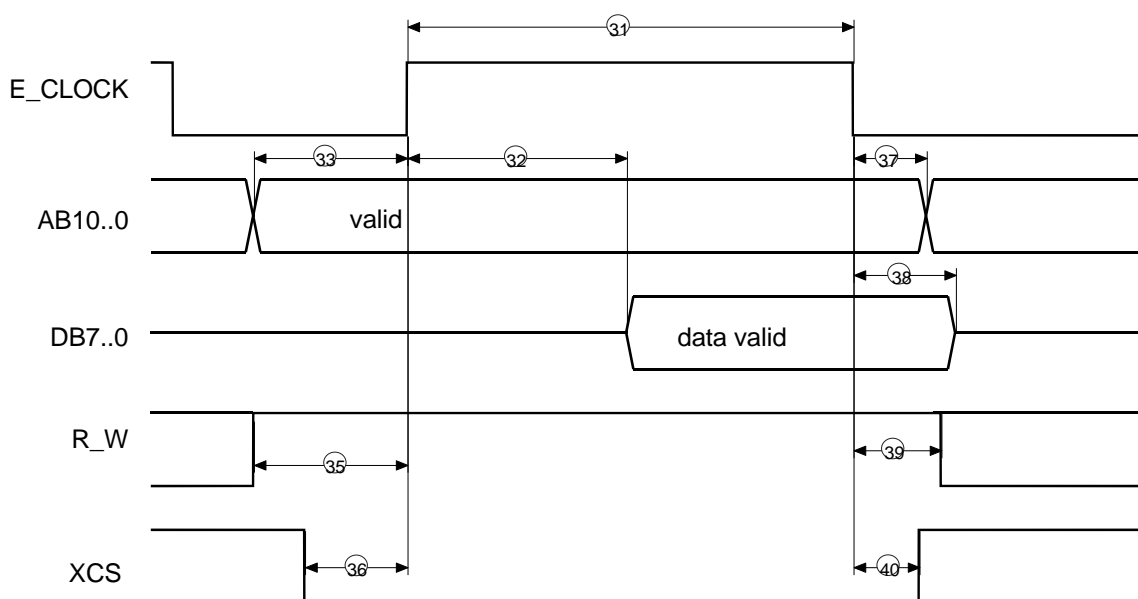 31
E_CLOCK
33
32
37
AB10..0
valid
38
DB7..0
data valid
R_W
35
39
XCS
36
40